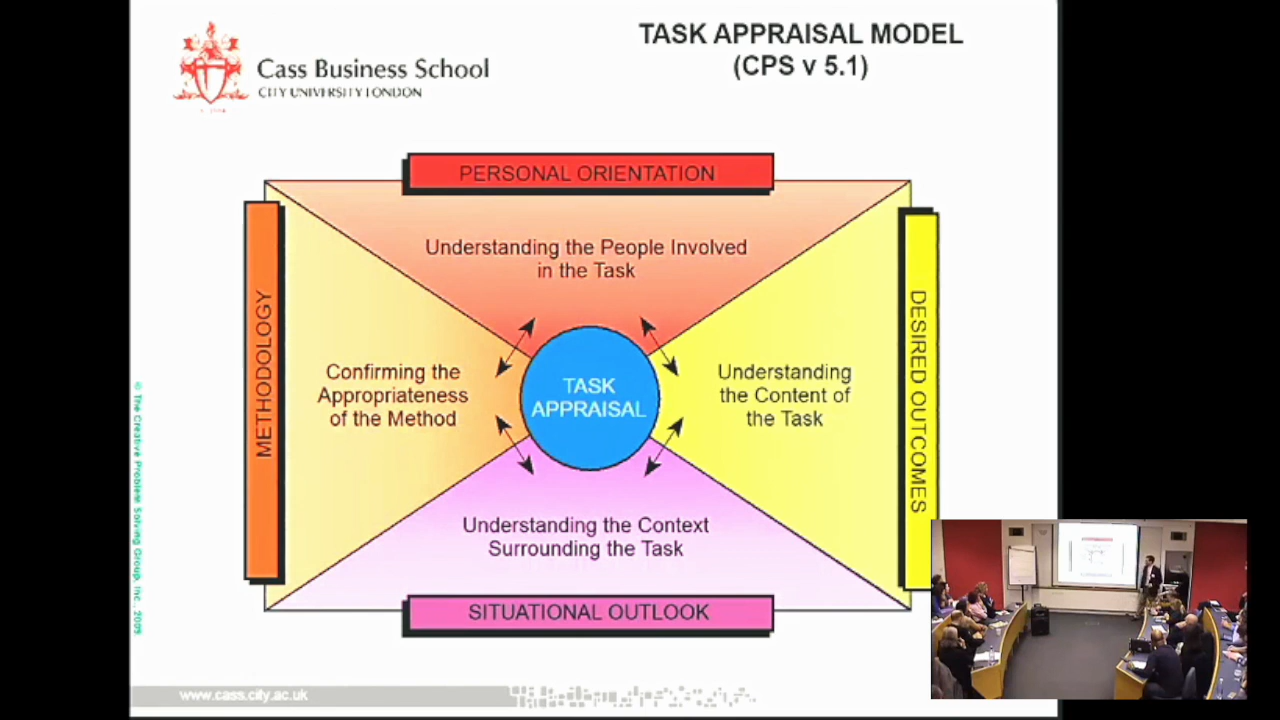 TASK APPRAISAL MODEL
(CPS v 5.1)
Cass Business School
CITY UNIVERSITY LONDON
PERSONAL ORIENTATION
Understanding the People Involved
in the Task
METHODOLOGY
Confirming the
Appropriateness
of the Method
TASK
APPRAISAL
Understanding
the Content of
the Task
DESIRED OUTCOMES
Understanding the Context
Surrounding the Task
SITUATIONAL OUTLOOK
© The Creative Problem Solving Group, Inc., 2009.
www.cass.city.ac.uk